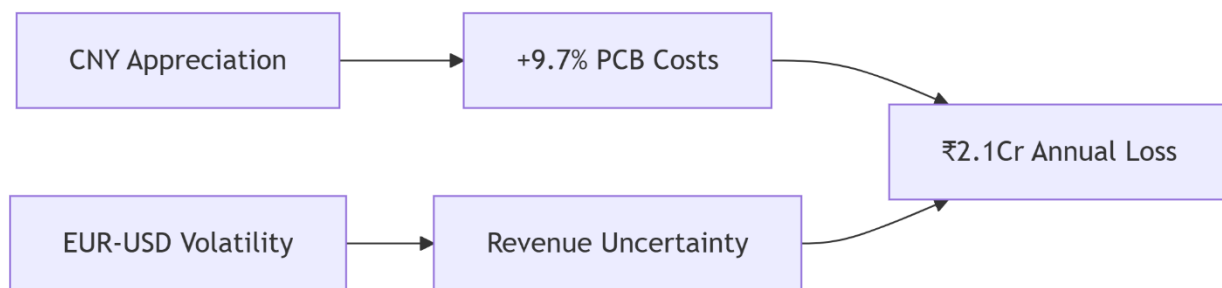 CNY Appreciation
+9.7% PCB Costs
₹2.1Cr Annual Loss
EUR-USD Volatility
Revenue Uncertainty